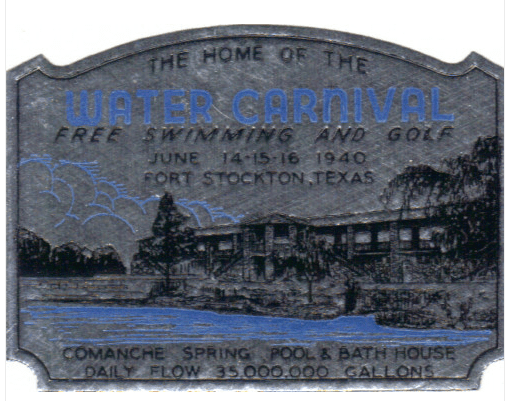 THE HOME OF THE
WATER CARNIVAL
FREE SWIMMING AND GOLF
JUNE 14-15-16 1940
FORT STOCKTON, TEXAS
COMANCHE SPRING POOL & BATH HOUSE
DAILY FLOW 35,000,000 GALLONS